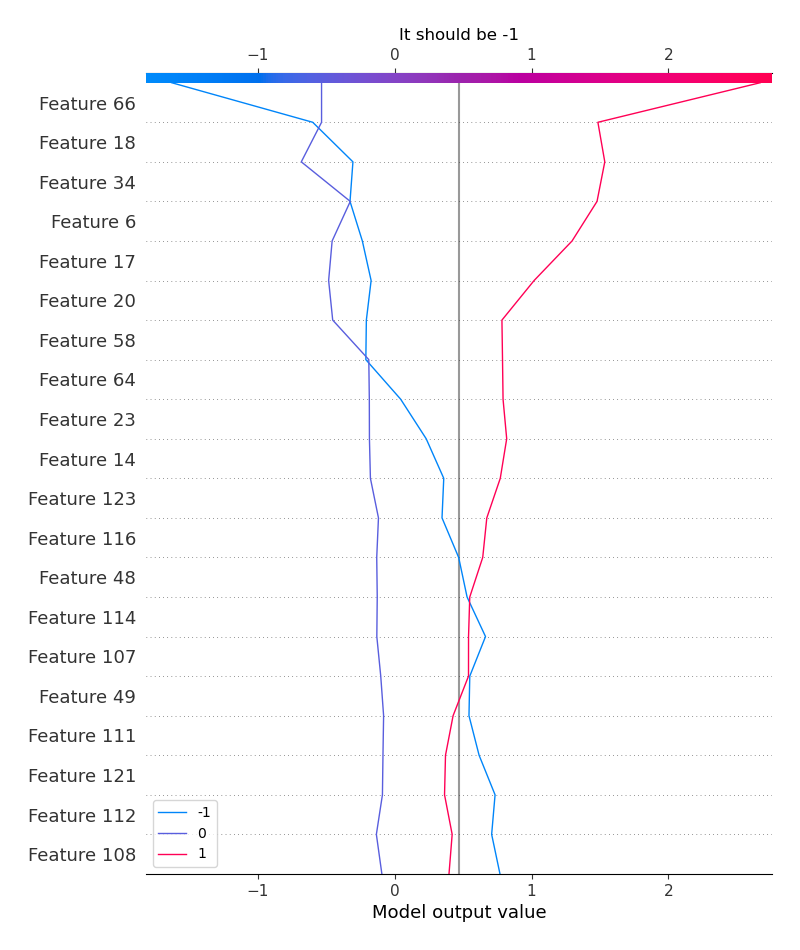 It should be -1
−1 0 1 2
Feature 66
Feature 18
Feature 34
Feature 6
Feature 17
Feature 20
Feature 58
Feature 64
Feature 23
Feature 14
Feature 123
Feature 116
Feature 48
Feature 114
Feature 107
Feature 49
Feature 111
Feature 121
Feature 112
Feature 108
-1
0
1
−1 0 1 2
Model output value